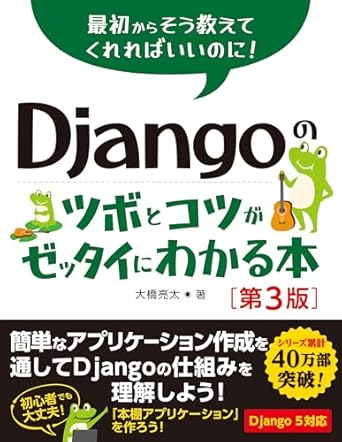 最初からそう教えて
くれればいいのに!
Djangoの
ツボとコツが
ゼッタイにわかる本
大橋亮太●著
[第3版]
簡単なアプリケーション作成を
通してDjangoの仕組みを
理解しよう!
シリーズ累計
40万部
突破!
初心者でも
大丈夫!
「本棚アプリケーション」
を作ろう!
Django 5対応